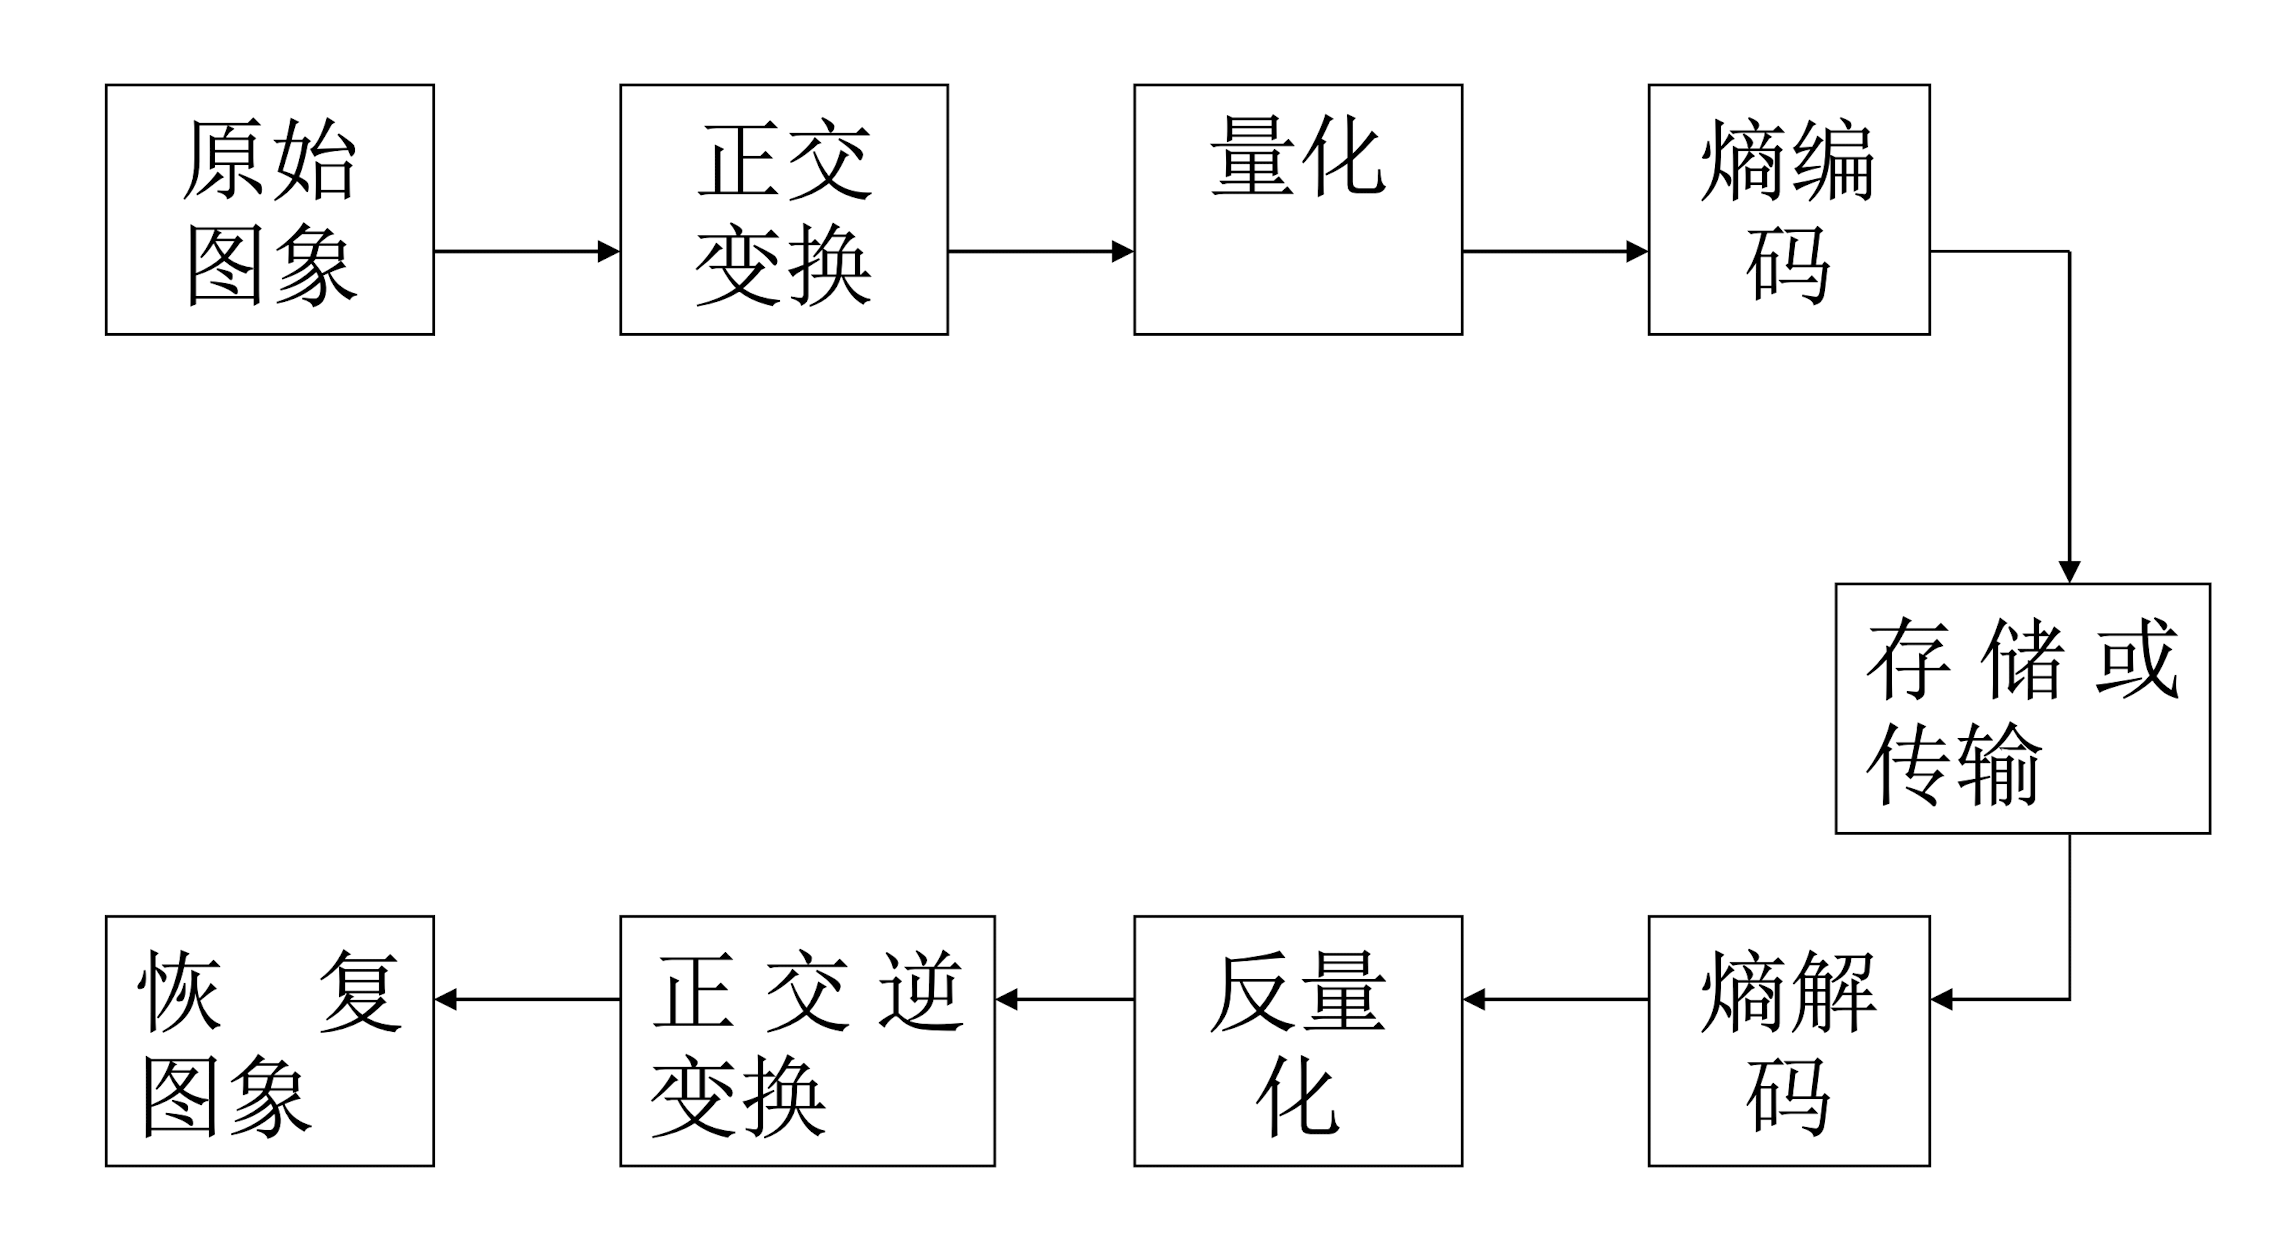 原始
图象
正交
变换
量化
熵编
码
存储或
传输
熵解
码
反量
化
正交逆
变换
恢复
图象